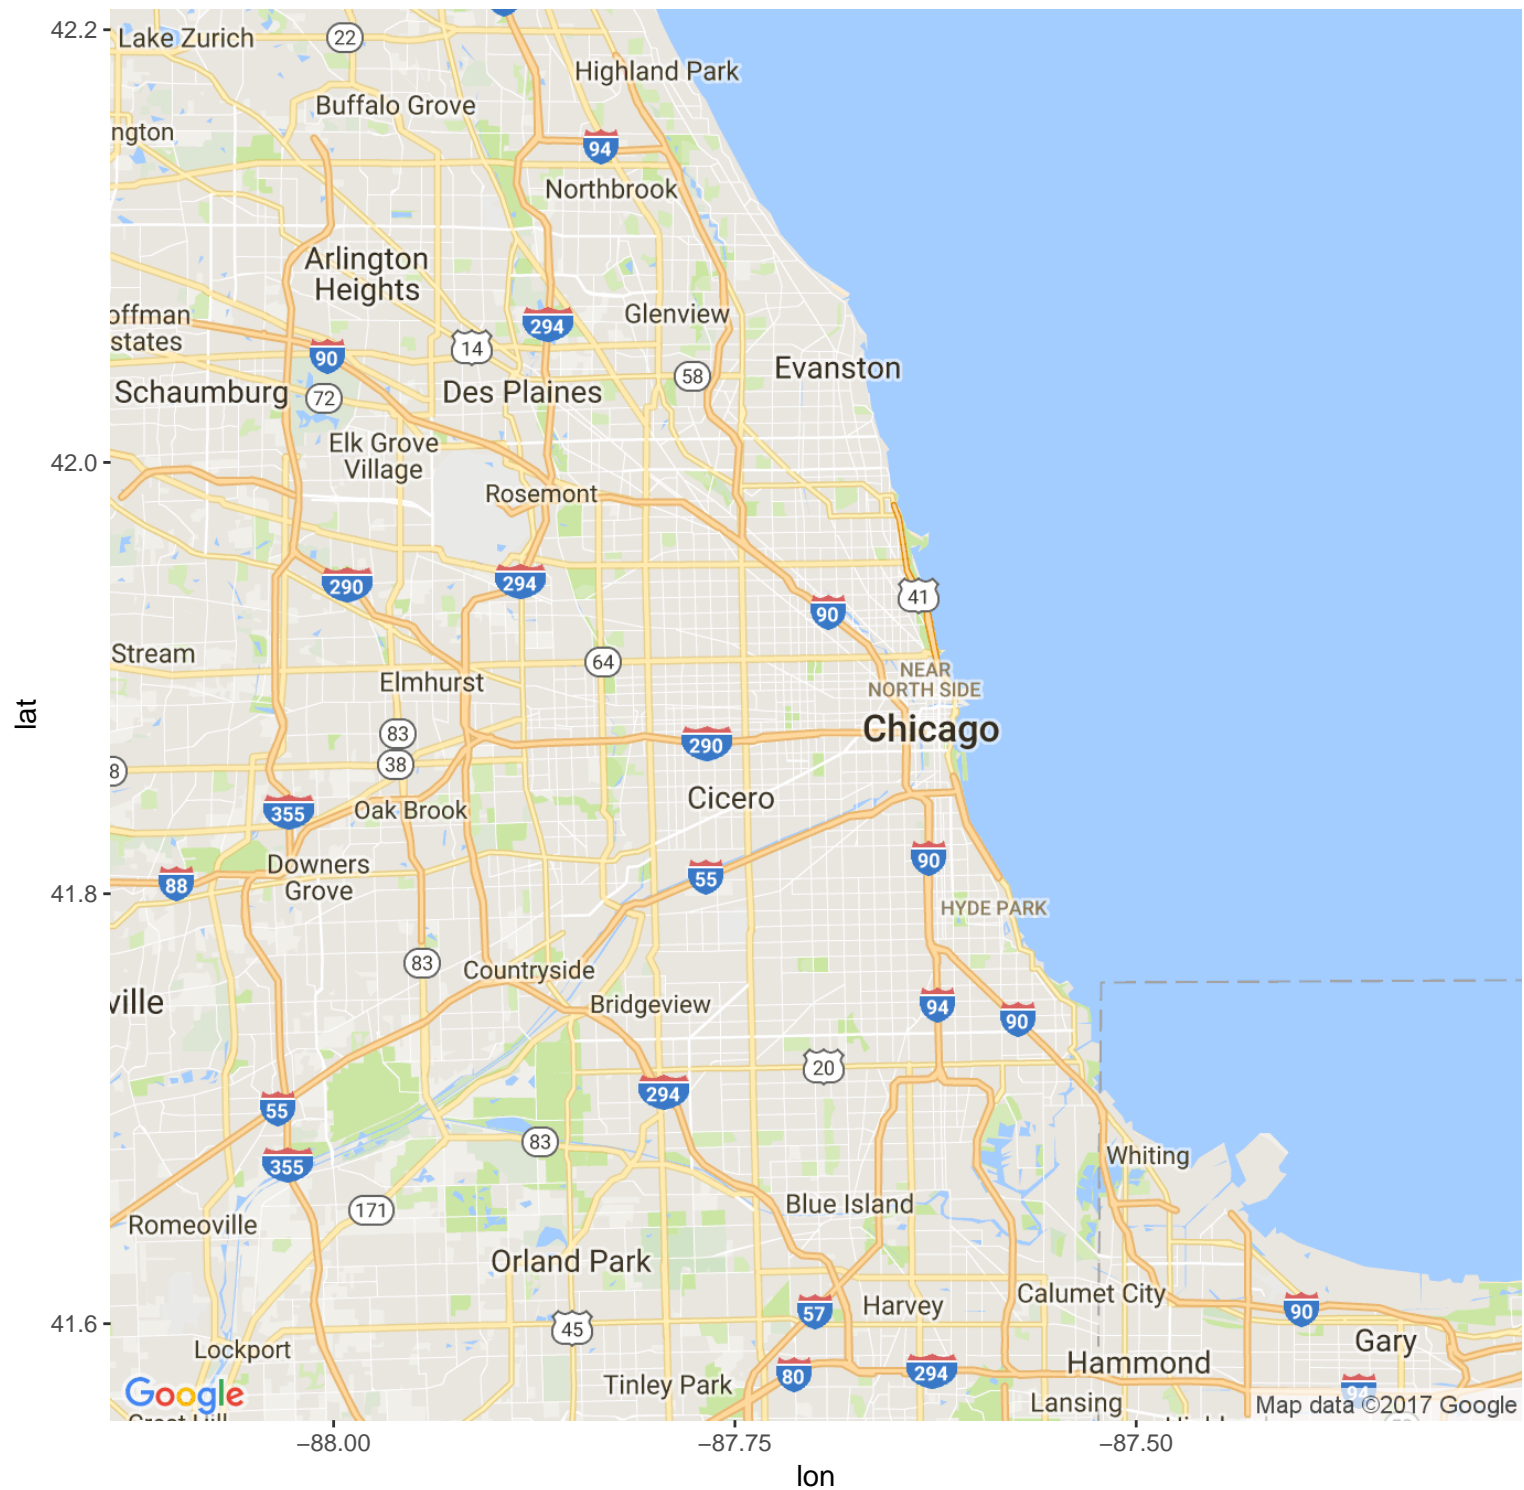 42.2
Lake Zurich
22
Highland Park
Buffalo Grove
ngton
94
Northbrook
Arlington
Heights
offman
states
294
Glenview
14
90
58
Evanston
Schaumburg
72
Des Plaines
Elk Grove
Village
42.0
Rosemont
290
294
41
90
Stream
64
NEAR
NORTH SIDE
Elmhurst
83
Chicago
290
38
8
Cicero
355
Oak Brook
Downers
Grove
90
88
55
41.8
HYDE PARK
83
Countryside
ville
Bridgeview
94
90
20
294
55
83
Whiting
355
171
Blue Island
Romeoville
Orland Park
Calumet City
57
Harvey
90
41.6
45
Gary
Lockport
Hammond
80
294
Tinley Park
94
Google
Lansing
Map data ©2017 Google
Crest Hill
−88.00
−87.75
−87.50
lon
lat